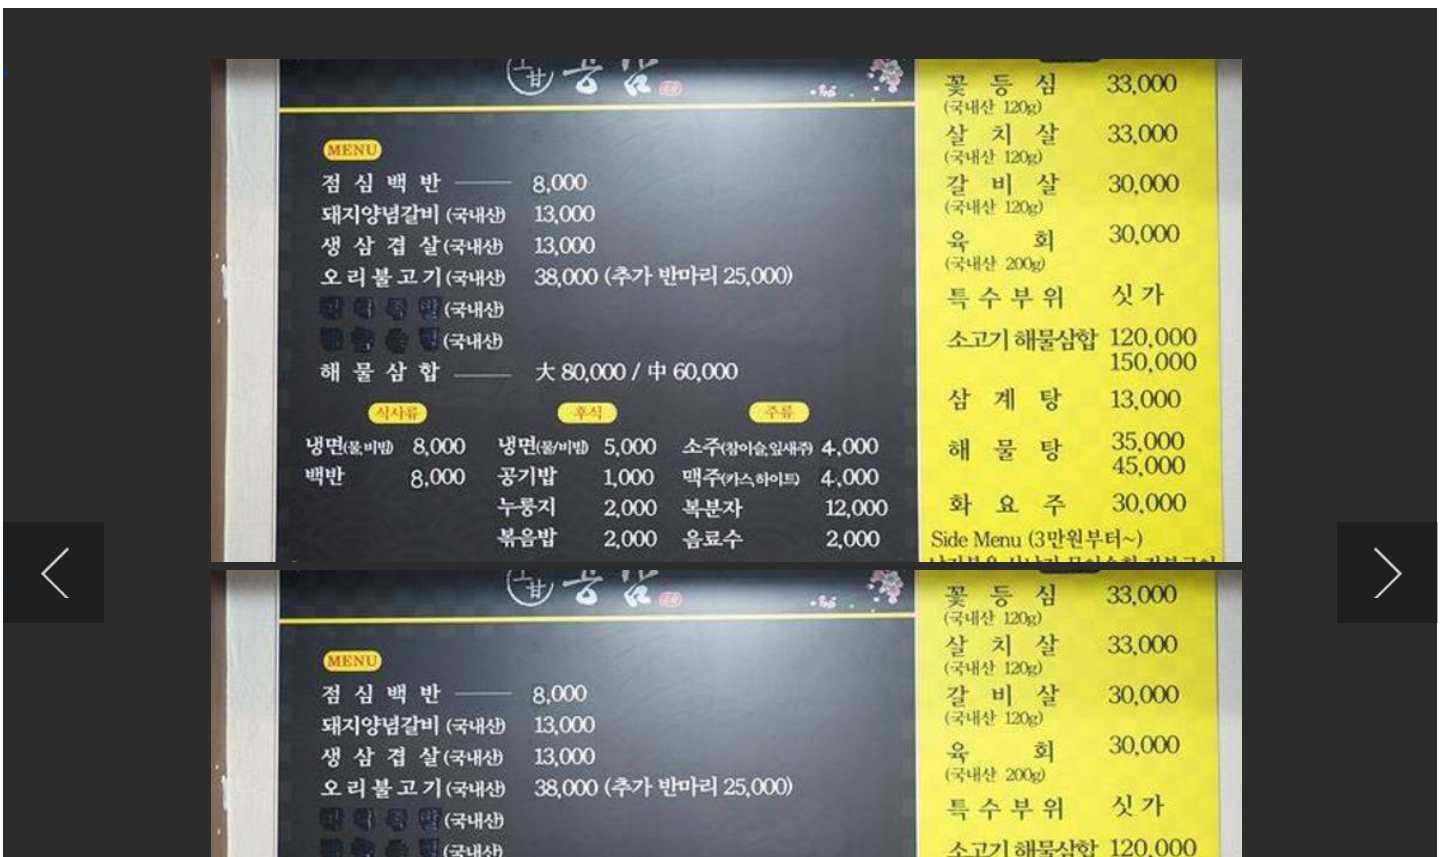 MENU
점심백반 8,000
돼지양념갈비 (국내산) 13,000
생삼겹살(국내산) 13,000
오리불고기(국내산) 38,000 (추가 반마리 25,000)
(국내산)
(국내산)
해물삼합 大 80,000 / 中 60,000
식사류
냉면(물,비빔) 8,000
백반 8,000
후식
냉면(물/비빔) 5,000
공기밥 1,000
누룽지 2,000
볶음밥 2,000
주류
소주(참이슬,잎새주) 4,000
맥주(카스,하이트) 4,000
복분자 12,000
음료수 2,000
꽃등심 33,000
(국내산 120g)
살치살 33,000
(국내산 120g)
갈비살 30,000
(국내산 120g)
육회 30,000
(국내산 200g)
특수부위 싯가
소고기 해물삼합 120,000
150,000
삼계탕 13,000
해물탕 35,000
45,000
화요주 30,000
Side Menu (3만원부터~)
MENU
점심백반 8,000
돼지양념갈비 (국내산) 13,000
생삼겹살(국내산) 13,000
오리불고기(국내산) 38,000 (추가 반마리 25,000)
(국내산)
(국내산)
꽃등심 33,000
(국내산 120g)
살치살 33,000
(국내산 120g)
갈비살 30,000
(국내산 120g)
육회 30,000
(국내산 200g)
특수부위 싯가
소고기 해물삼합 120,000